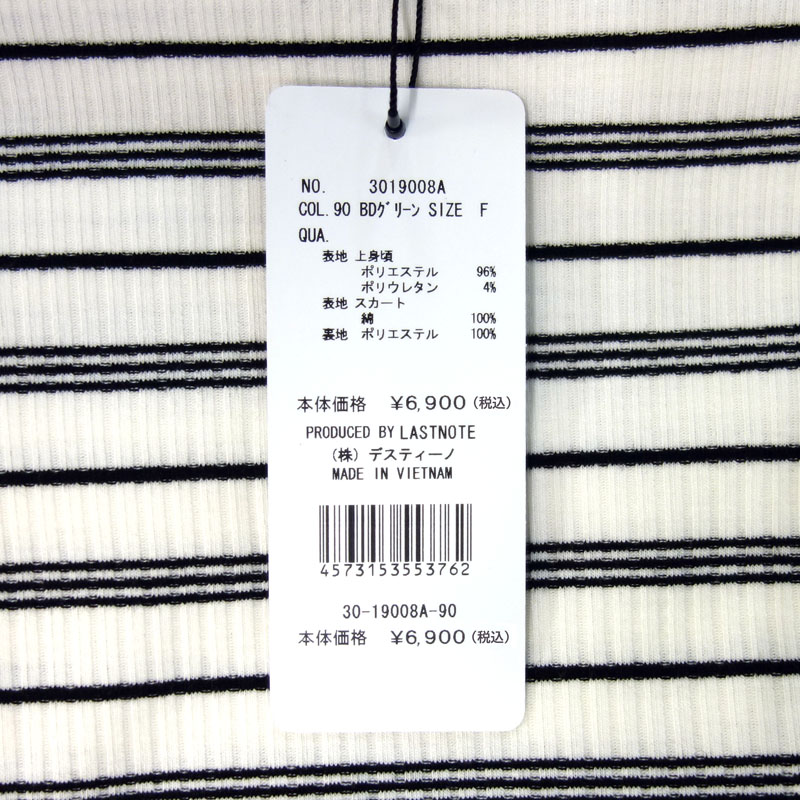 NO. 3019008A
COL.90 BDｸﾞﾘｰﾝ SIZE F
QUA.
表地 上身頃
ポリエステル 96%
ポリウレタン 4%
表地 スカート
綿 100%
裏地 ポリエステル 100%
本体価格 ¥6,900(税込)
PRODUCED BY LASTNOTE
(株) デスティーノ
MADE IN VIETNAM
4573153553762
30-19008A-90
本体価格 ¥6,900(税込)